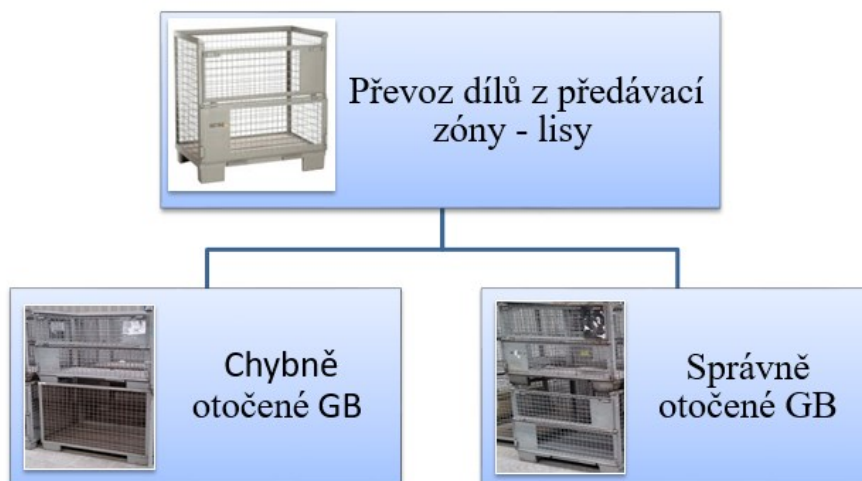 Převoz dílů z předávací
zóny - lisy
Chybně
otočené GB
Správně
otočené GB